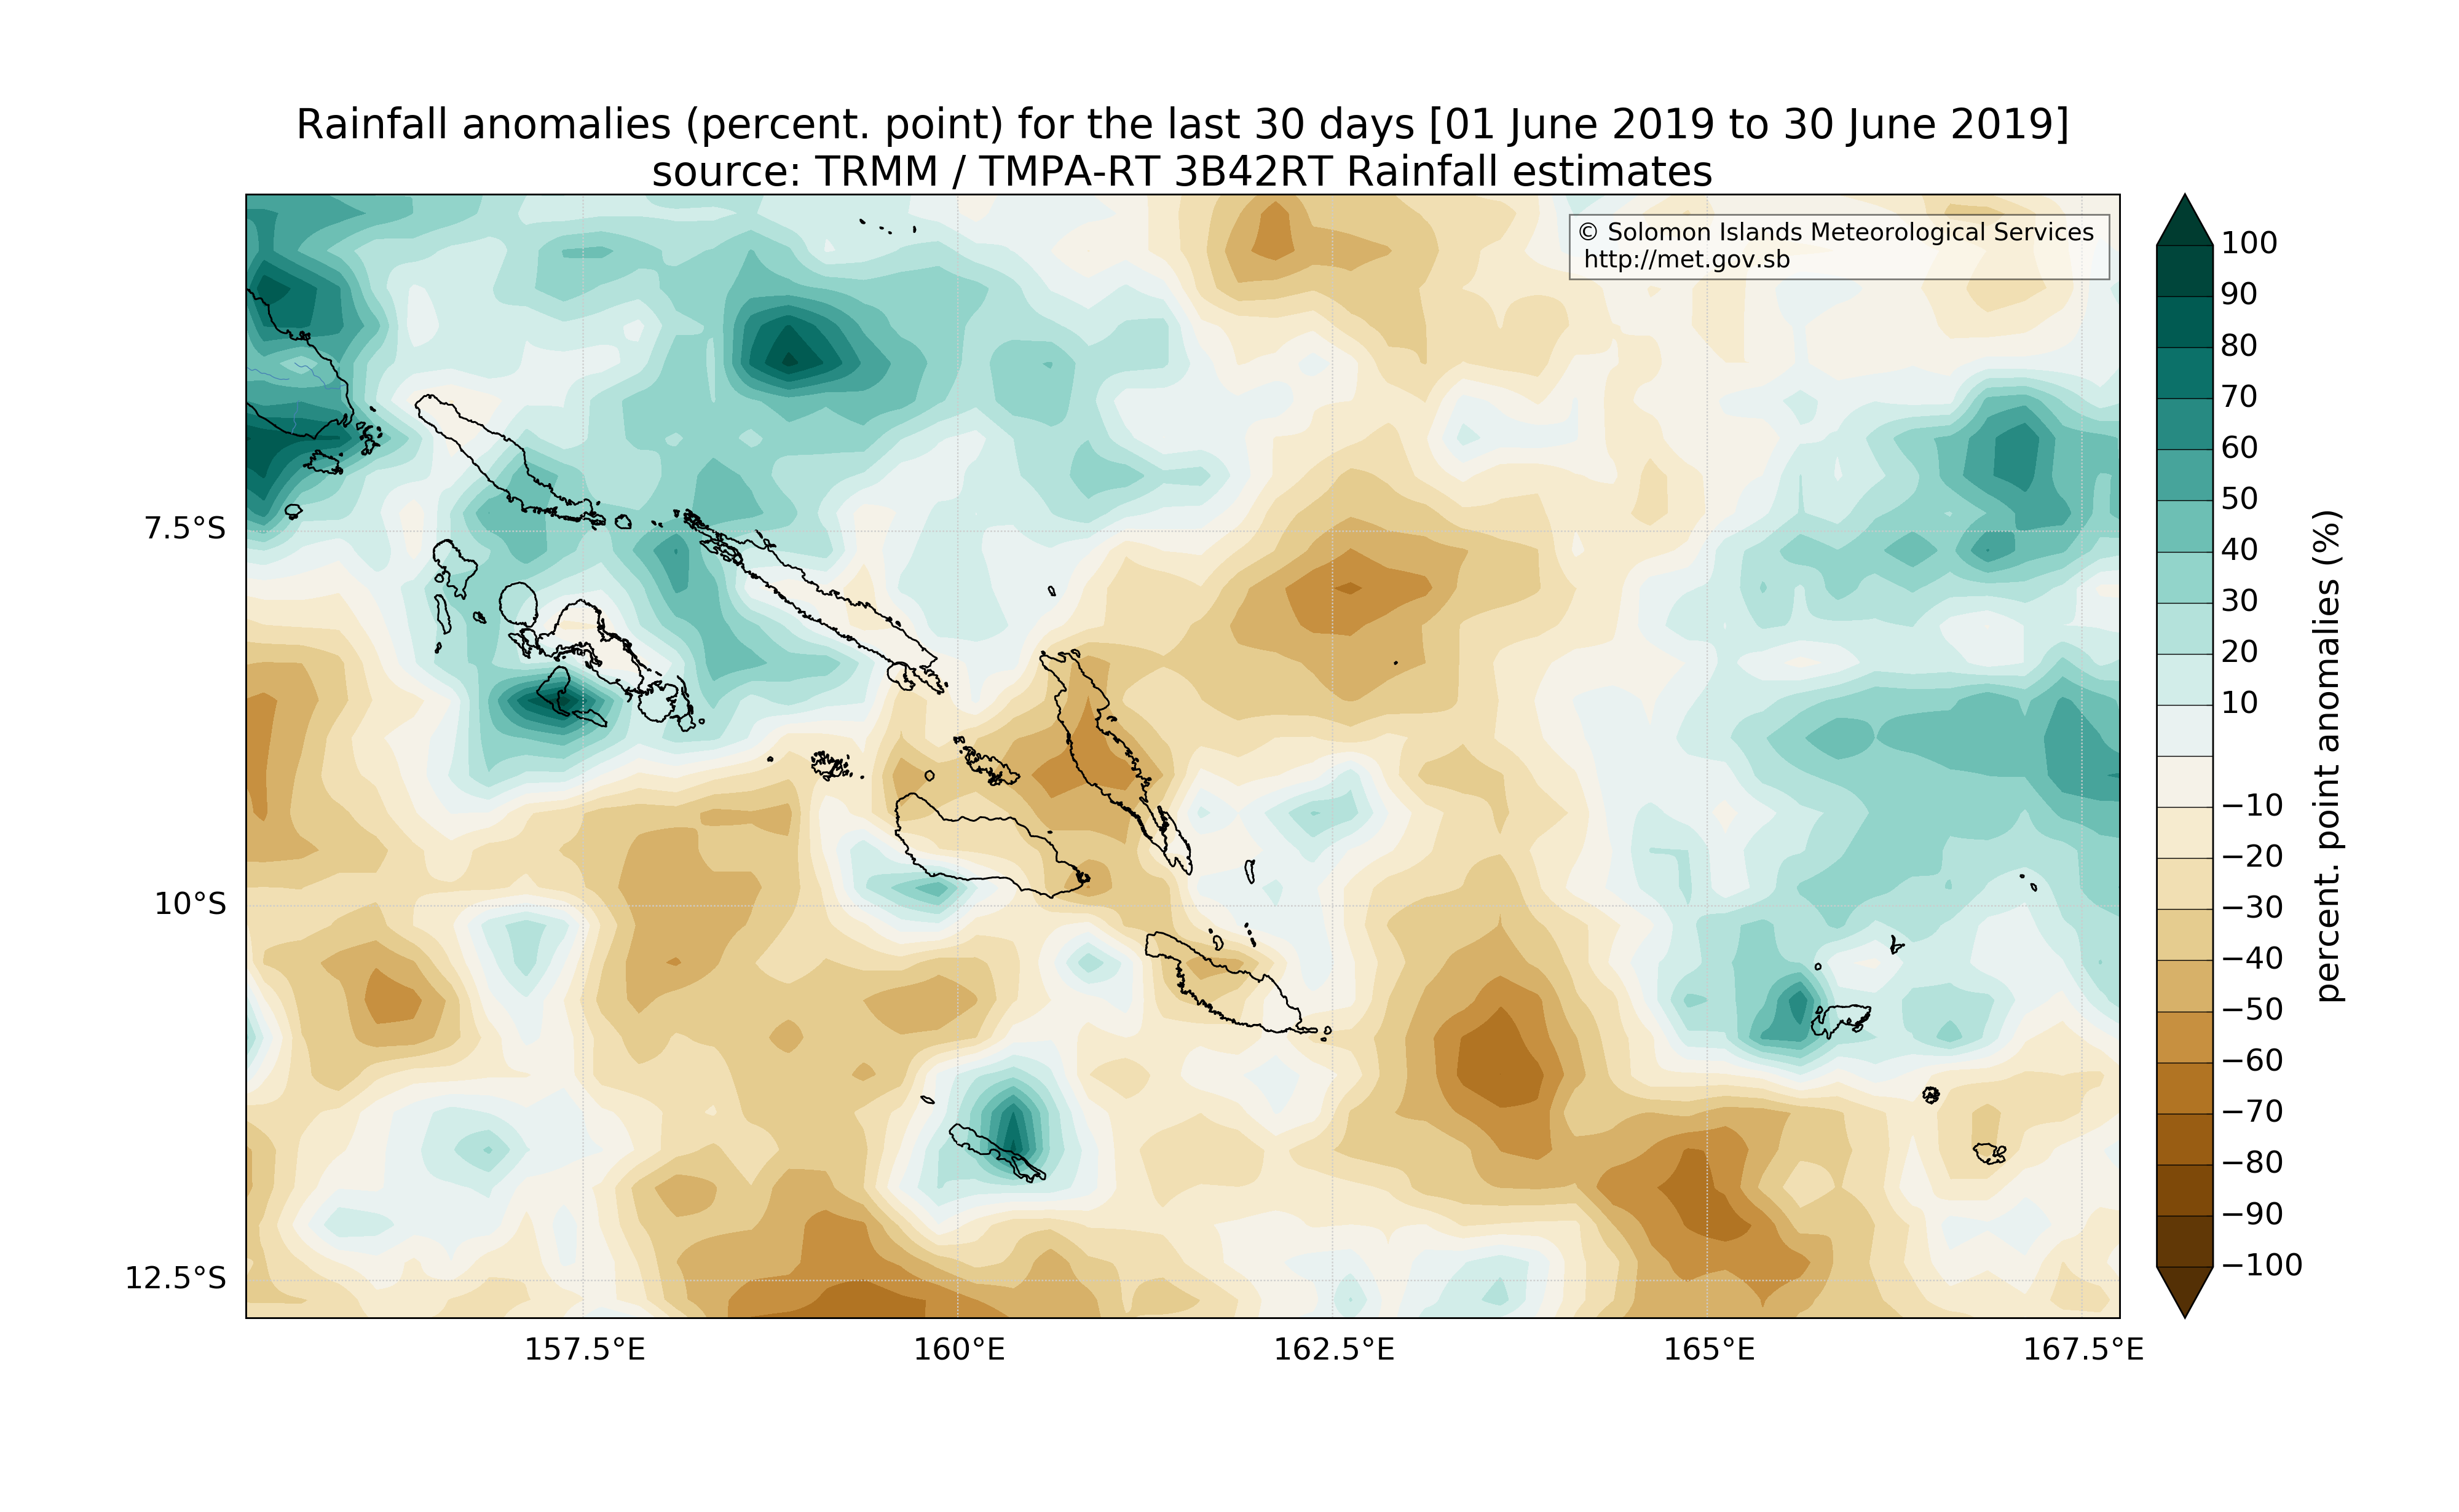 Rainfall anomalies (percent. point) for the last 30 days [01 June 2019 to 30 June 2019]
source: TRMM / TMPA-RT 3B42RT Rainfall estimates
© Solomon Islands Meteorological Services
http://met.gov.sb
7.5°S
10°S
12.5°S
157.5°E
160°E
162.5°E
165°E
167.5°E
100
90
80
70
60
50
40
30
20
10
−10
−20
−30
−40
−50
−60
−70
−80
−90
−100
percent. point anomalies (%)